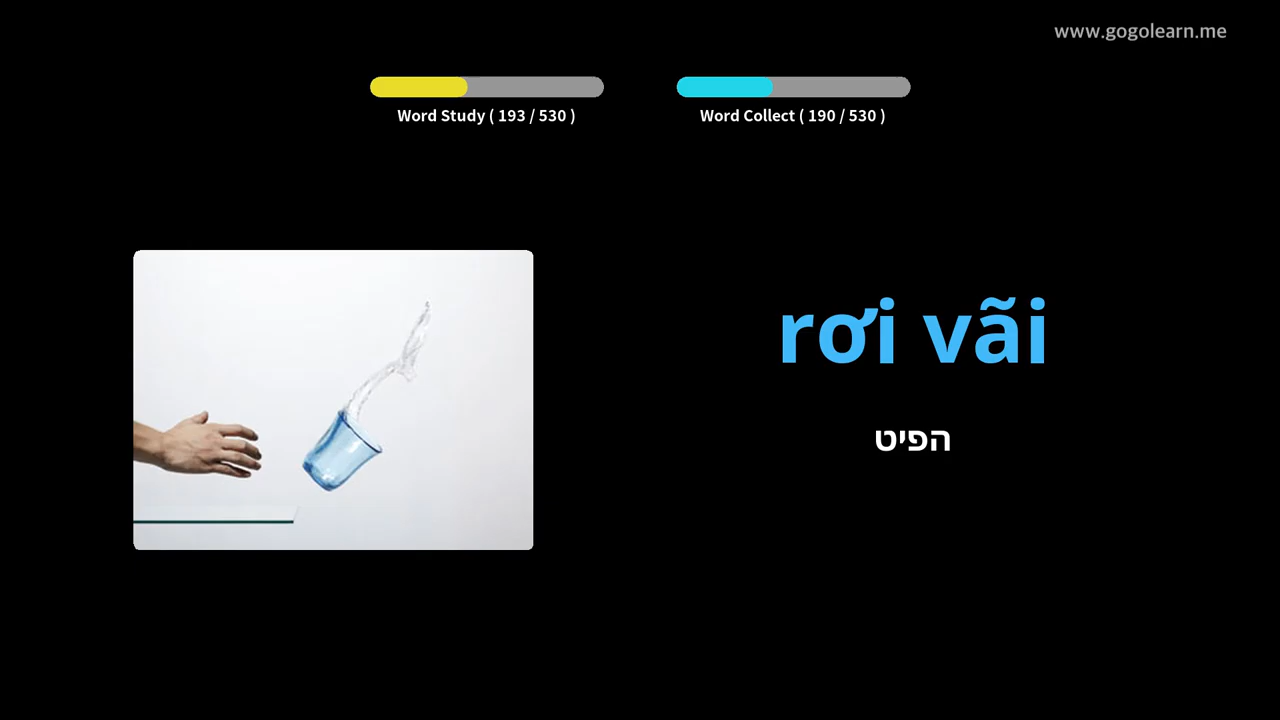 www.gogolearn.me
Word Study ( 193 / 530 )
Word Collect ( 190 / 530 )
rơi vãi
הפיט